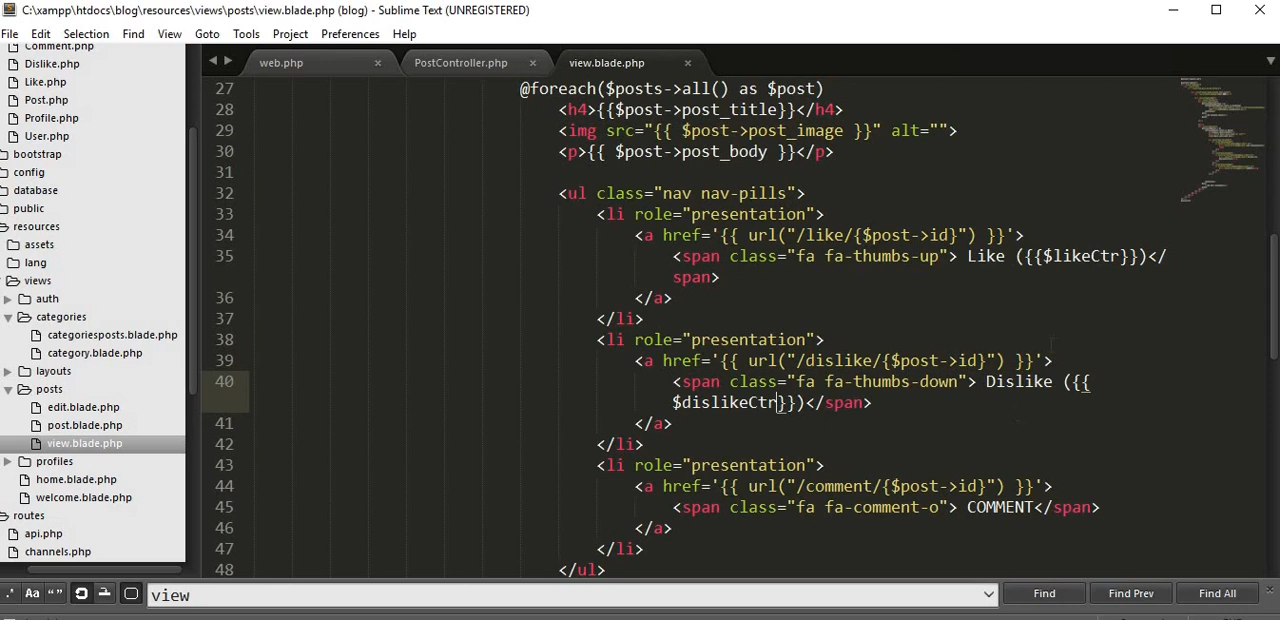 C:\xampp\htdocs\blog\resources\views\posts\view.blade.php (blog) - Sublime Text (UNREGISTERED)
File Edit Selection Find View Goto Tools Project Preferences Help
Comment.php
Dislike.php
Like.php
Post.php
Profile.php
User.php
bootstrap
config
database
public
resources
assets
lang
views
auth
categories
categoriesposts.blade.php
category.blade.php
layouts
posts
edit.blade.php
post.blade.php
view.blade.php
profiles
home.blade.php
welcome.blade.php
routes
api.php
channels.php
web.php PostController.php view.blade.php
27 @foreach($posts->all() as $post)
28 <h4>{{$post->post_title}}</h4>
29 <img src="{{ $post->post_image }}" alt="">
30 <p>{{ $post->post_body }}</p>
31
32 <ul class="nav nav-pills">
33 <li role="presentation">
34 <a href='{{ url("/like/{$post->id}") }}'>
35 <span class="fa fa-thumbs-up"> Like ({{$likeCtr}})</
span>
36 </a>
37 </li>
38 <li role="presentation">
39 <a href='{{ url("/dislike/{$post->id}") }}'>
40 <span class="fa fa-thumbs-down"> Dislike ({{
$dislikeCtr}})</span>
41 </a>
42 </li>
43 <li role="presentation">
44 <a href='{{ url("/comment/{$post->id}") }}'>
45 <span class="fa fa-comment-o"> COMMENT</span>
46 </a>
47 </li>
48 </ul>
.* Aa “” view Find Find Prev Find All